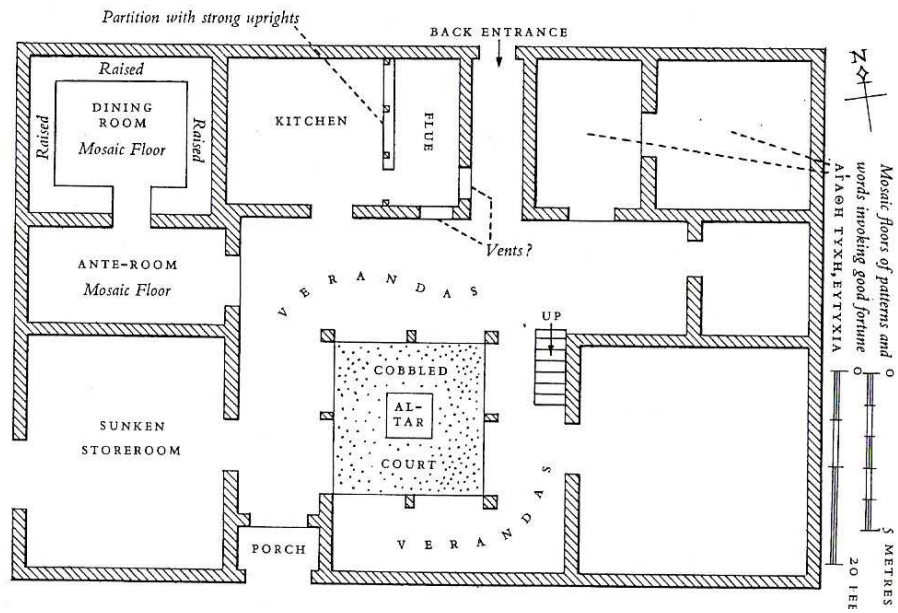 Partition with strong uprights
BACK ENTRANCE
Raised
DINING
ROOM
Mosaic Floor
Raised
Raised
KITCHEN
FLUE
Vents?
ANTE-ROOM
Mosaic Floor
VERANDAS
UP
COBBLED
AL-
TAR
COURT
SUNKEN
STOREROOM
VERANDAS
PORCH
N
Mosaic floors of patterns and
words invoking good fortune
ΑΓΑΘΗ ΤΥΧΗ, ΕΥΤΥΧΙΑ
0 5 METRES
0 20